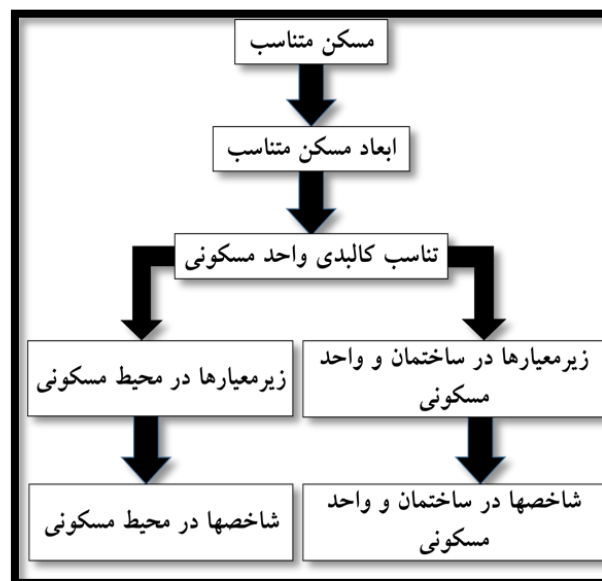 مسکن متناسب
ابعاد مسکن متناسب
تناسب کالبدی واحد مسکونی
زیرمعیارها در ساختمان و واحد
مسکونی
زیرمعیارها در محیط مسکونی
شاخصها در ساختمان و واحد
مسکونی
شاخصها در محیط مسکونی